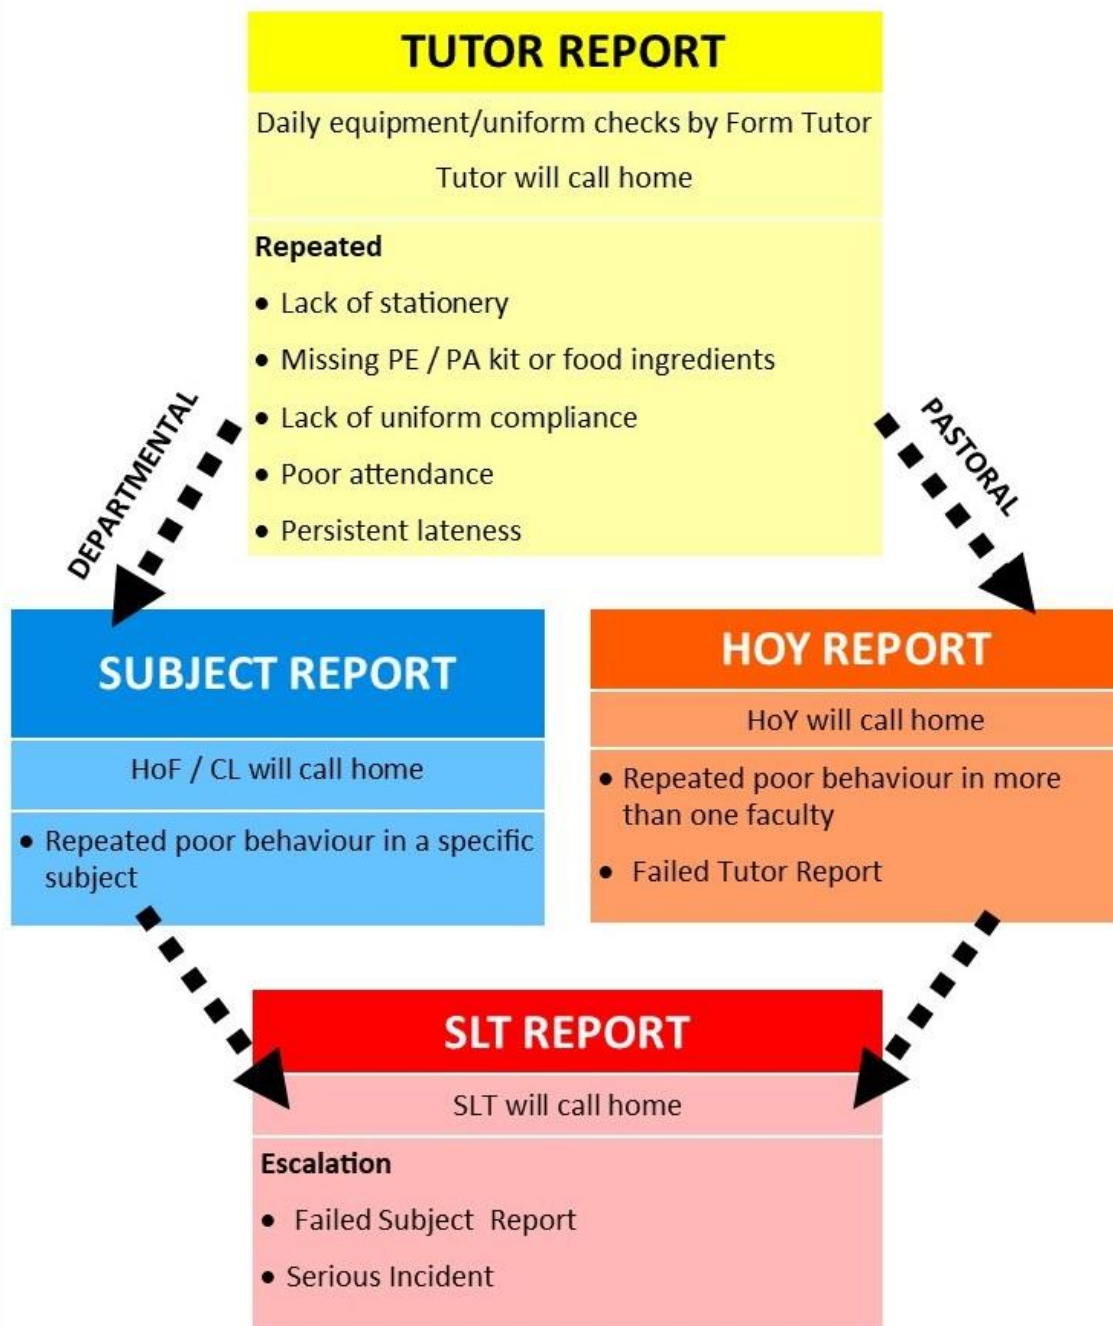 TUTOR REPORT
Daily equipment/uniform checks by Form Tutor
Tutor will call home
Repeated
• Lack of stationery
• Missing PE / PA kit or food ingredients
• Lack of uniform compliance
• Poor attendance
• Persistent lateness
DEPARTMENTAL
PASTORAL
SUBJECT REPORT
HoF / CL will call home
• Repeated poor behaviour in a specific
subject
HOY REPORT
HoY will call home
• Repeated poor behaviour in more
than one faculty
• Failed Tutor Report
SLT REPORT
SLT will call home
Escalation
• Failed Subject Report
• Serious Incident